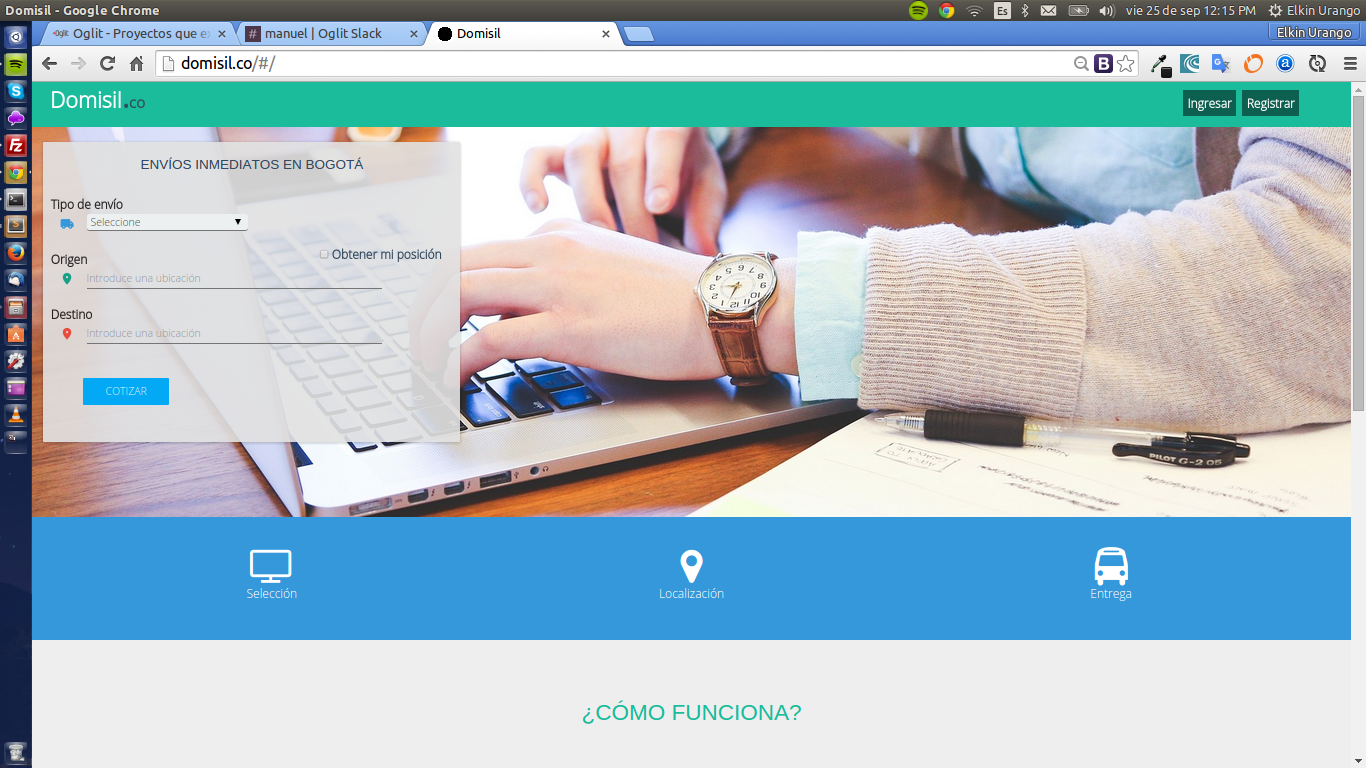 Domisil - Google Chrome
Es
vie 25 de sep 12:15 PM
Elkin Urango
Oglit - Proyectos que e
manuel | Oglit Slack
Domisil
Elkin Urango
domisil.co/#/
Domisil.co
Ingresar
Registrar
ENVÍOS INMEDIATOS EN BOGOTÁ
Tipo de envío
Seleccione
Obtener mi posición
Origen
Introduce una ubicación
Destino
Introduce una ubicación
COTIZAR
PILOT G-2 05
Selección
Localización
Entrega
¿CÓMO FUNCIONA?